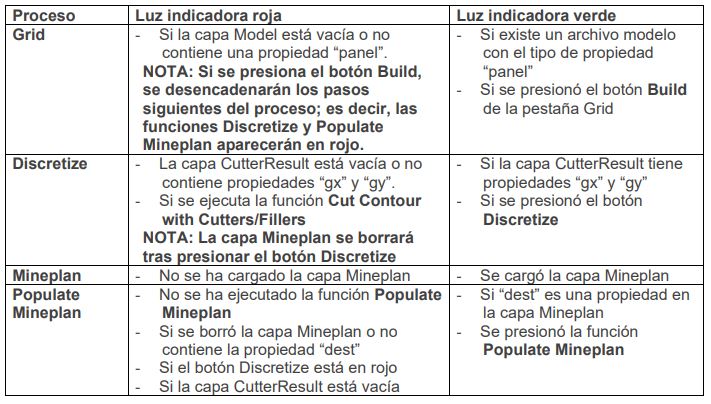 Proceso Luz indicadora roja Luz indicadora verde
Grid
- Si la capa Model está vacía o no
contiene una propiedad “panel”.
NOTA: Si se presiona el botón Build,
se desencadenarán los pasos
siguientes del proceso; es decir, las
funciones Discretize y Populate
Mineplan aparecerán en rojo.
- Si existe un archivo modelo
con el tipo de propiedad
“panel”
- Si se presionó el botón Build
de la pestaña Grid
Discretize
- La capa CutterResult está vacía o no
contiene propiedades “gx” y “gy”.
- Si se ejecuta la función Cut Contour
with Cutters/Fillers
NOTA: La capa Mineplan se borrará
tras presionar el botón Discretize
- Si la capa CutterResult tiene
propiedades “gx” y “gy”
- Si se presionó el botón
Discretize
Mineplan
- No se ha cargado la capa Mineplan
- Se cargó la capa Mineplan
Populate
Mineplan
- No se ha ejecutado la función Populate
Mineplan
- Si se borró la capa Mineplan o no
contiene la propiedad “dest”
- Si el botón Discretize está en rojo
- Si la capa CutterResult está vacía
- Si “dest” es una propiedad en
la capa Mineplan
- Se presionó la función
Populate Mineplan